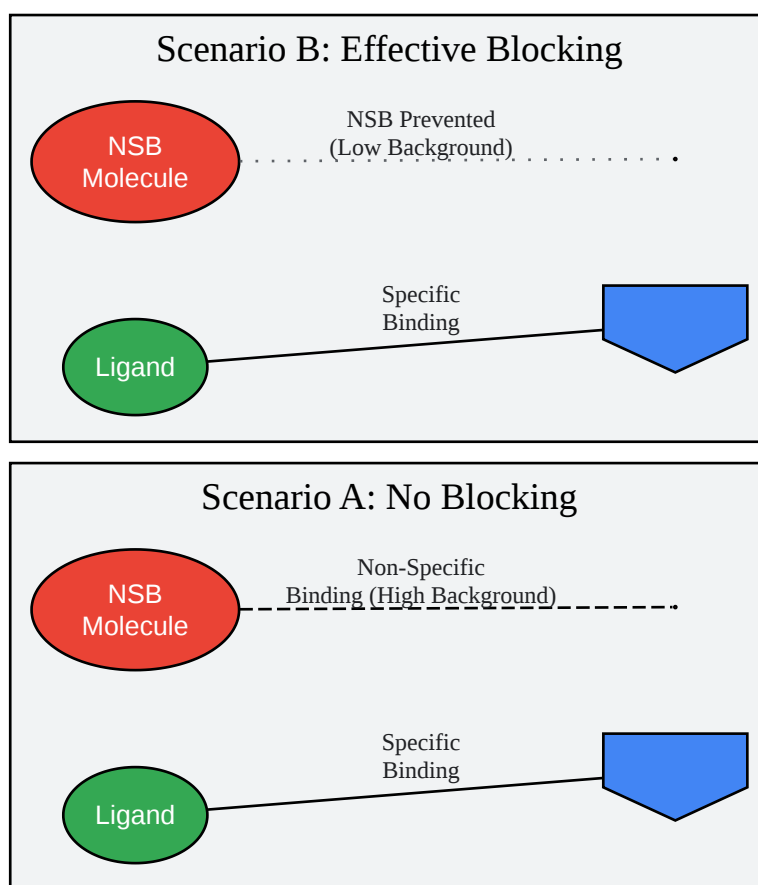 Scenario B: Effective Blocking
NSB Prevented
(Low Background)
NSB
Molecule
Specific
Binding
Ligand
Scenario A: No Blocking
Non-Specific
Binding (High Background)
NSB
Molecule
Specific
Binding
Ligand